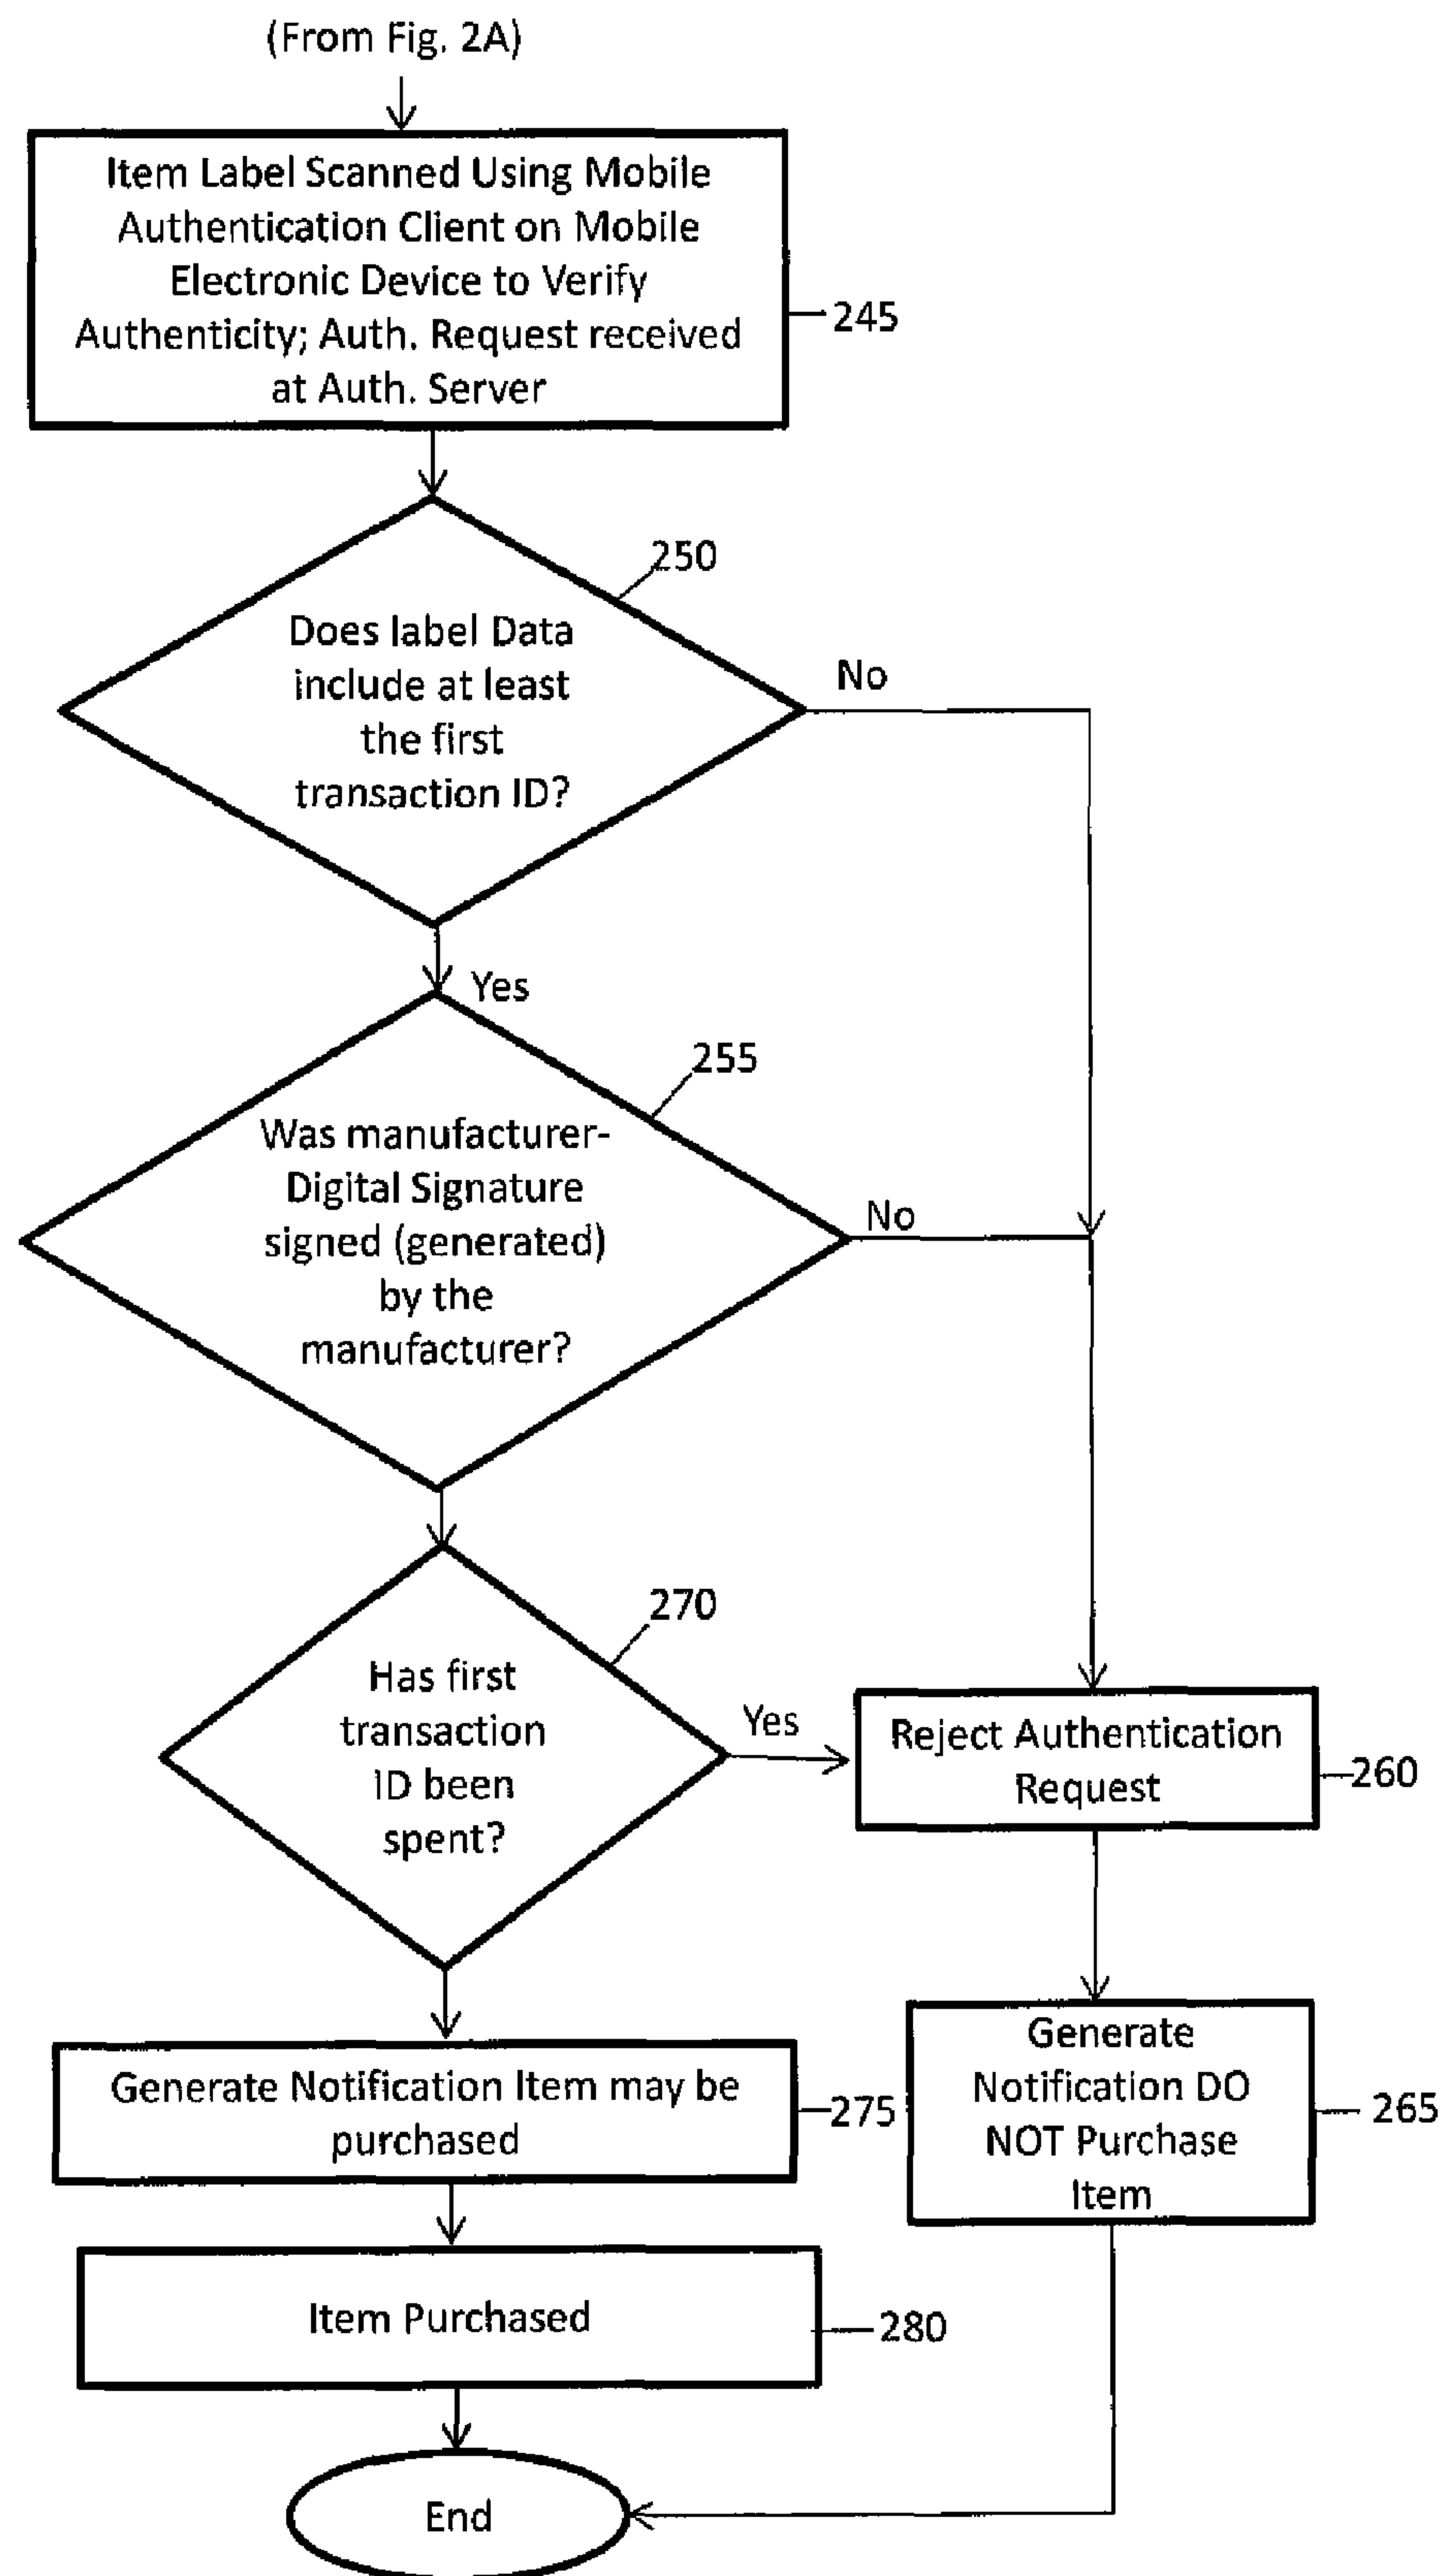 (From Fig. 2A)
Item Label Scanned Using Mobile
Authentication Client on Mobile
Electronic Device to Verify
Authenticity; Auth. Request received
at Auth. Server
245
250
Does label Data
include at least
the first
transaction ID?
No
Yes
255
Was manufacturer-
Digital Signature
signed (generated)
by the
manufacturer?
No
270
Has first
transaction
ID been
spent?
Yes
Reject Authentication
Request
260
Generate Notification Item may be
purchased
275
Generate
Notification DO
NOT Purchase
Item
265
Item Purchased
280
End